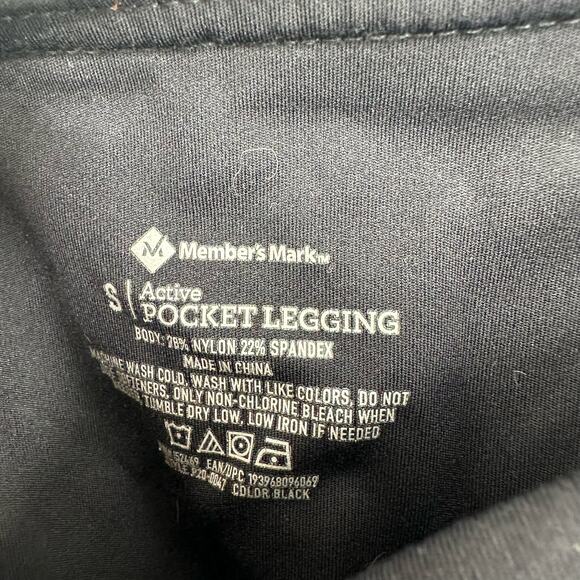 M Member's Mark™
S | Active
POCKET LEGGING
BODY: 78% NYLON 22% SPANDEX
MADE IN CHINA
MACHINE WASH COLD, WASH WITH LIKE COLORS, DO NOT
SOFTENERS, ONLY NON-CHLORINE BLEACH WHEN
TUMBLE DRY LOW, LOW IRON IF NEEDED
EAN/UPC 193968096069
COLOR BLACK